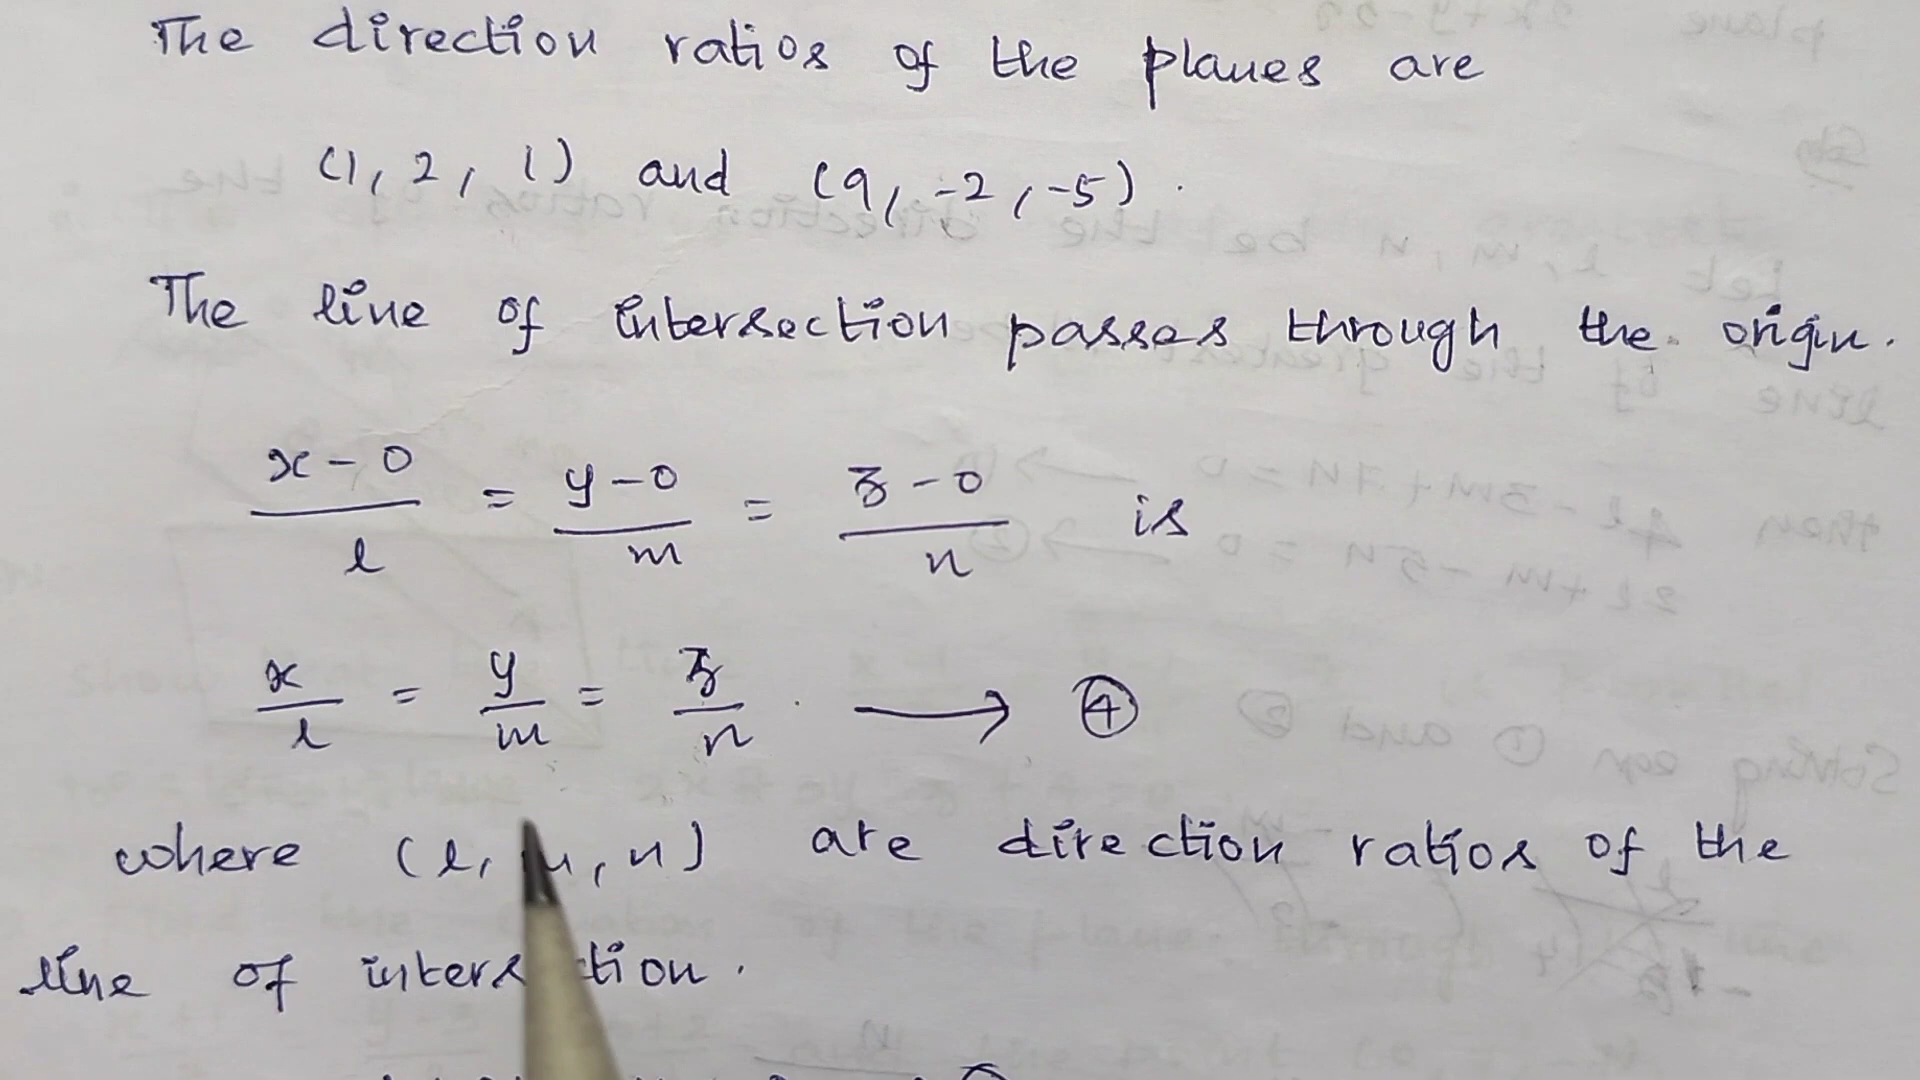 The direction ratios of the planes are
(1, 2, 1) and (9, -2, -5).
The line of intersection passes through the origin.
x-0/l = y-0/m = z-0/n is
x/l = y/m = z/n. → ④
where (l, m, n) are direction ratios of the
line of intersection.